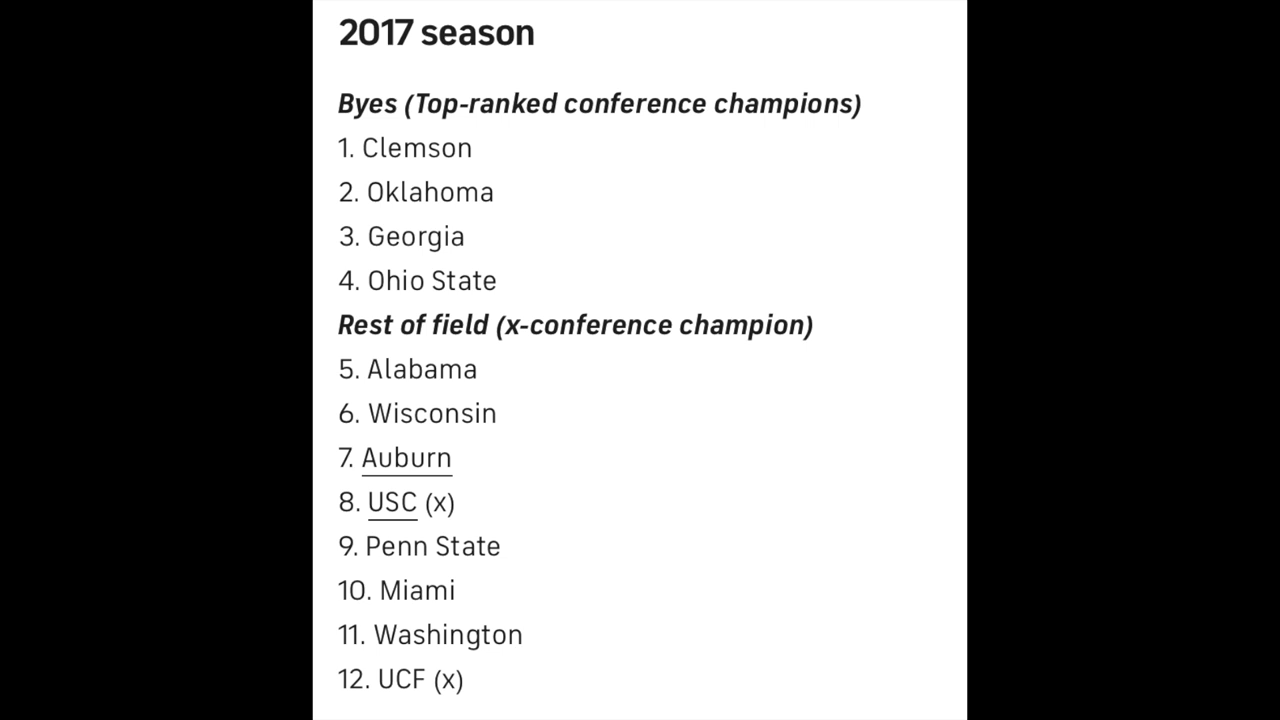 2017 season
Byes (Top-ranked conference champions)
1. Clemson
2. Oklahoma
3. Georgia
4. Ohio State
Rest of field (x-conference champion)
5. Alabama
6. Wisconsin
7. Auburn
8. USC (x)
9. Penn State
10. Miami
11. Washington
12. UCF (x)